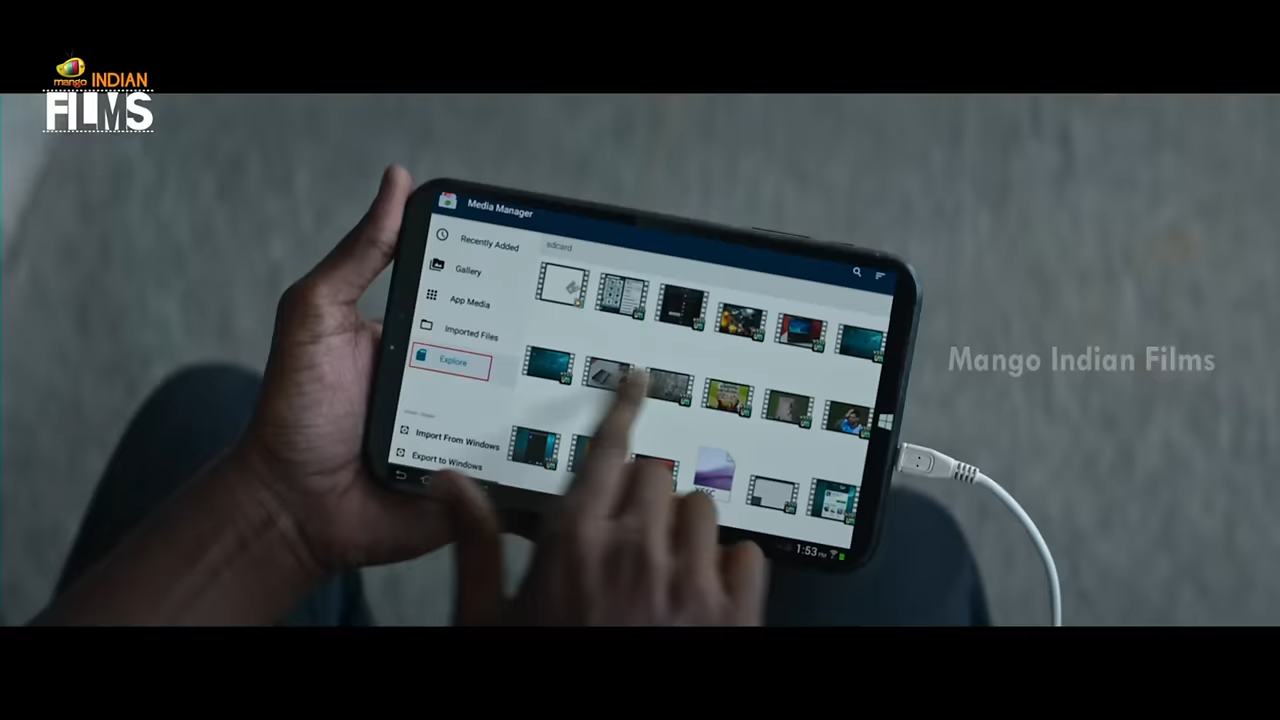 mango INDIAN
FILMS
Media Manager
Recently Added
sdcard
Gallery
App Media
Imported Files
Explore
Import From Windows
Export to Windows
1:53 PM
Mango Indian Films